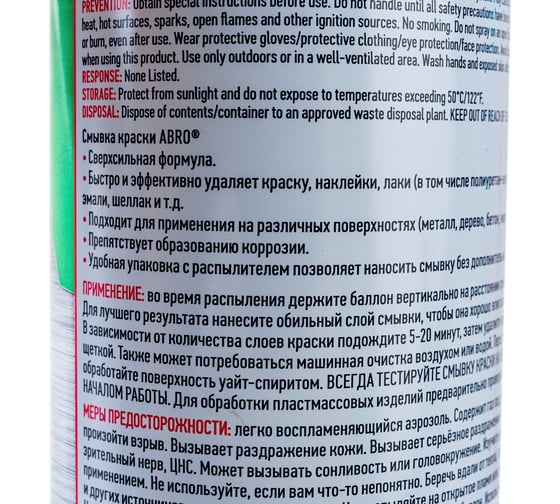 PREVENTION: Obtain special instructions before use. Do not handle until all safety precautions have
heat, hot surfaces, sparks, open flames and other ignition sources. No smoking. Do not spray on an open
or burn, even after use. Wear protective gloves/protective clothing/eye protection/face protection.
when using this product. Use only outdoors or in a well-ventilated area. Wash hands and exposed
RESPONSE: None Listed.
STORAGE: Protect from sunlight and do not expose to temperatures exceeding 50°C/122°F.
DISPOSAL: Dispose of contents/container to an approved waste disposal plant. KEEP OUT OF REACH OF
Смывка краски ABRO®
• Сверхсильная формула.
• Быстро и эффективно удаляет краску, наклейки, лаки (в том числе полиуретан
эмали, шеллак и т.д.
• Подходит для применения на различных поверхностях (металл, дерево, бетон,
• Препятствует образованию коррозии.
• Удобная упаковка с распылителем позволяет наносить смывку без дополнительн
ПРИМЕНЕНИЕ: во время распыления держите баллон вертикально на расстоянии
Для лучшего результата нанесите обильный слой смывки, чтобы она хорошо
В зависимости от количества слоев краски подождите 5-20 минут, затем удалите
щеткой. Также может потребоваться машинная очистка воздухом или водой.
обработайте поверхность уайт-спиритом. ВСЕГДА ТЕСТИРУЙТЕ СМЫВКУ КРАСКИ НА
НАЧАЛОМ РАБОТЫ. Для обработки пластмассовых изделий предварительно
МЕРЫ ПРЕДОСТОРОЖНОСТИ: легко воспламеняющийся аэрозоль. Содержит газ под
произойти взрыв. Вызывает раздражение кожи. Вызывает серьёзное раздражение
зрительный нерв, ЦНС. Может вызывать сонливость или головокружение. Изучите
применением. Не используйте, если вам что-то непонятно. Беречь вдали от тепла,
и других источников Не распыляйте на открытое пламя или